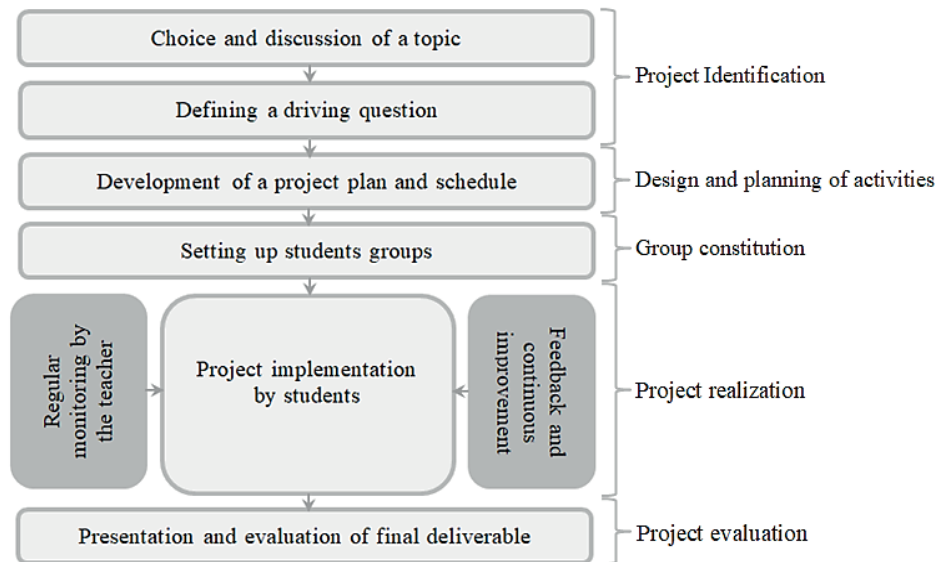 Choice and discussion of a topic
Defining a driving question
Project Identification
Development of a project plan and schedule
Design and planning of activities
Setting up students groups
Group constitution
Regular
monitoring by
the teacher
Project implementation
by students
Feedback and
continuous
improvement
Project realization
Presentation and evaluation of final deliverable
Project evaluation